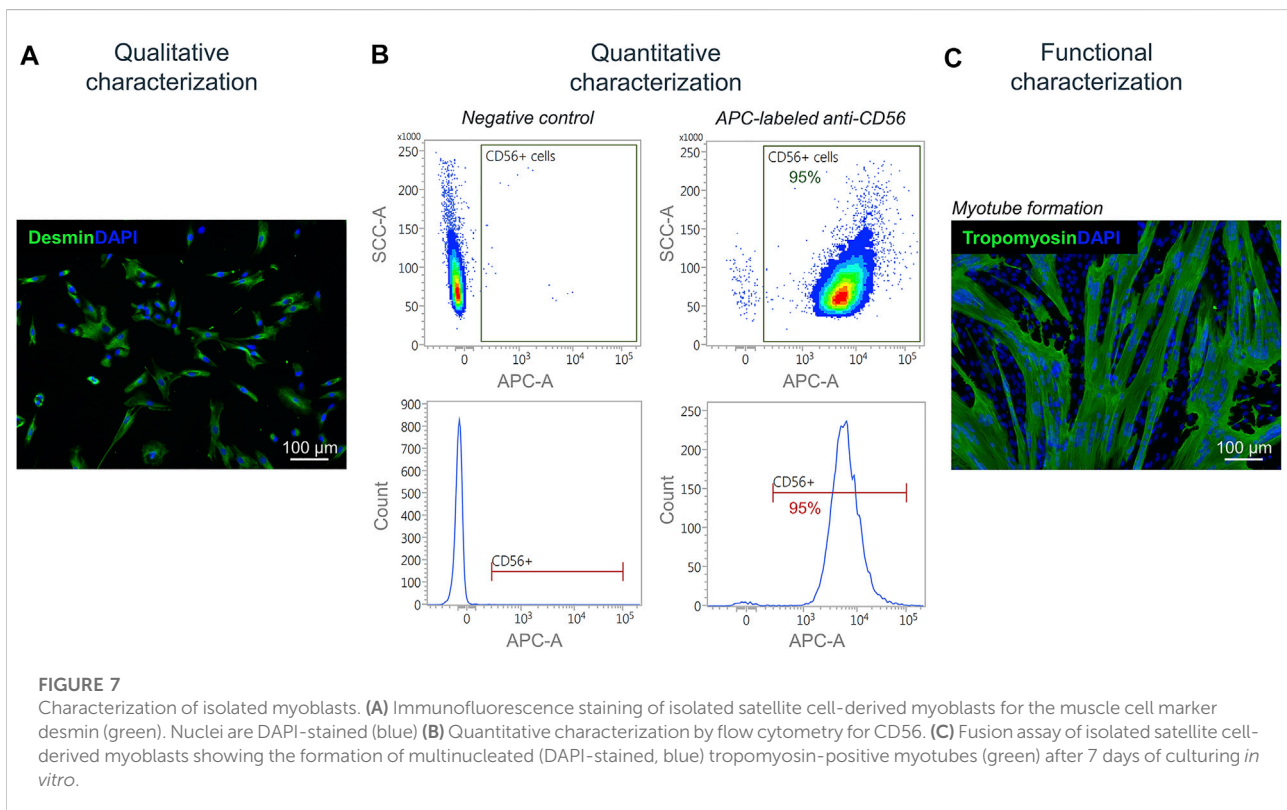 A
Qualitative
characterization
DesminDAPI
100 µm
B
Quantitative
characterization
Negative control
x1000
250
200
150
100
50
0
SCC-A
CD56+ cells
0
10³
10⁴
10⁵
APC-A
APC-labeled anti-CD56
x1000
250
200
150
100
50
0
SCC-A
CD56+ cells
95%
0
10³
10⁴
10⁵
APC-A
900
800
700
600
500
400
300
200
100
0
Count
CD56+
0
10³
10⁴
10⁵
APC-A
250
200
150
100
50
0
Count
CD56+
95%
0
10³
10⁴
10⁵
APC-A
C
Functional
characterization
Myotube formation
TropomyosinDAPI
100 µm
FIGURE 7
Characterization of isolated myoblasts. (A) Immunofluorescence staining of isolated satellite cell-derived myoblasts for the muscle cell marker
desmin (green). Nuclei are DAPI-stained (blue) (B) Quantitative characterization by flow cytometry for CD56. (C) Fusion assay of isolated satellite cell-
derived myoblasts showing the formation of multinucleated (DAPI-stained, blue) tropomyosin-positive myotubes (green) after 7 days of culturing in
vitro.